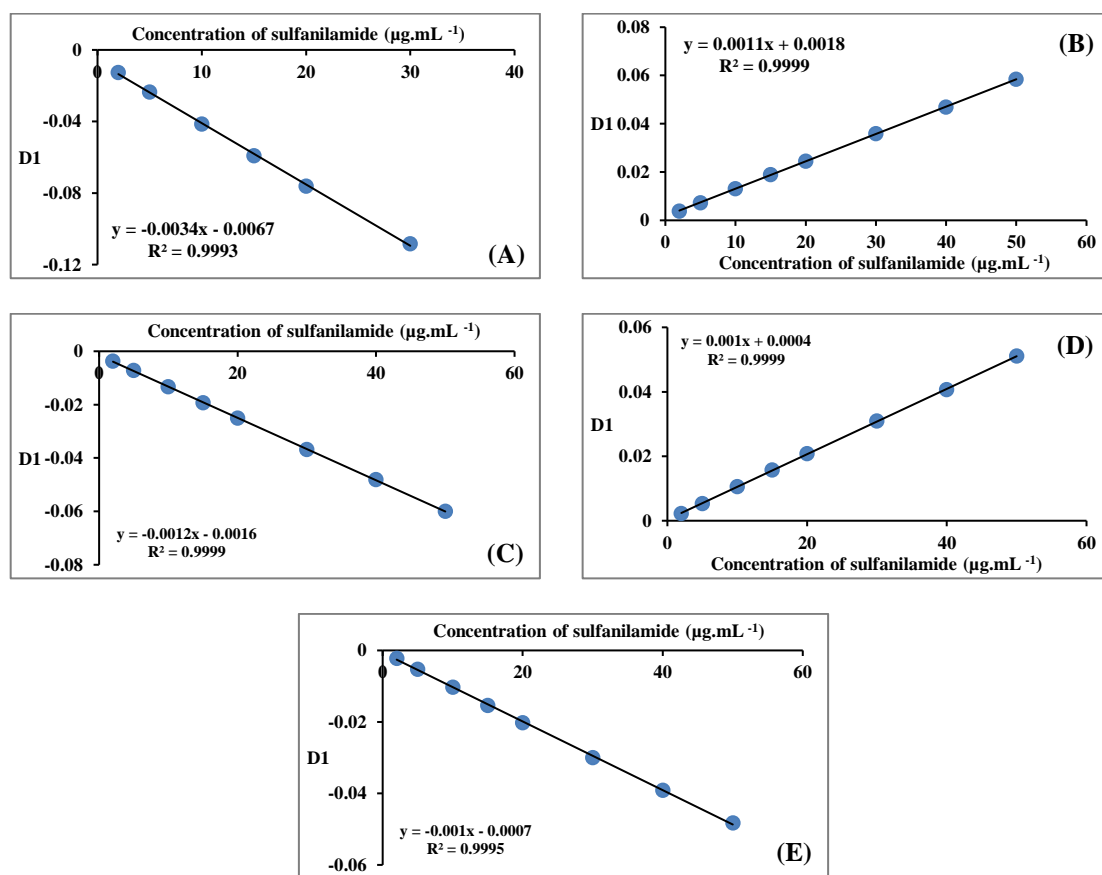 Concentration of sulfanilamide (µg.mL -1)
0
0 10 20 30 40
-0.04
D1
-0.08
y = -0.0034x - 0.0067
R² = 0.9993
-0.12
(A)
0.08
y = 0.0011x + 0.0018
R² = 0.9999
(B)
0.06
D1
0.04
0.02
0
0 10 20 30 40 50 60
Concentration of sulfanilamide (µg.mL -1)
Concentration of sulfanilamide (µg.mL -1)
0
0 20 40 60
-0.02
D1
-0.04
-0.06
y = -0.0012x - 0.0016
R² = 0.9999
-0.08
(C)
0.06
y = 0.001x + 0.0004
R² = 0.9999
(D)
0.04
D1
0.02
0
0 20 40 60
Concentration of sulfanilamide (µg.mL -1)
Concentration of sulfanilamide (µg.mL -1)
0
0 20 40 60
-0.02
D1
-0.04
y = -0.001x - 0.0007
R² = 0.9995
-0.06
(E)